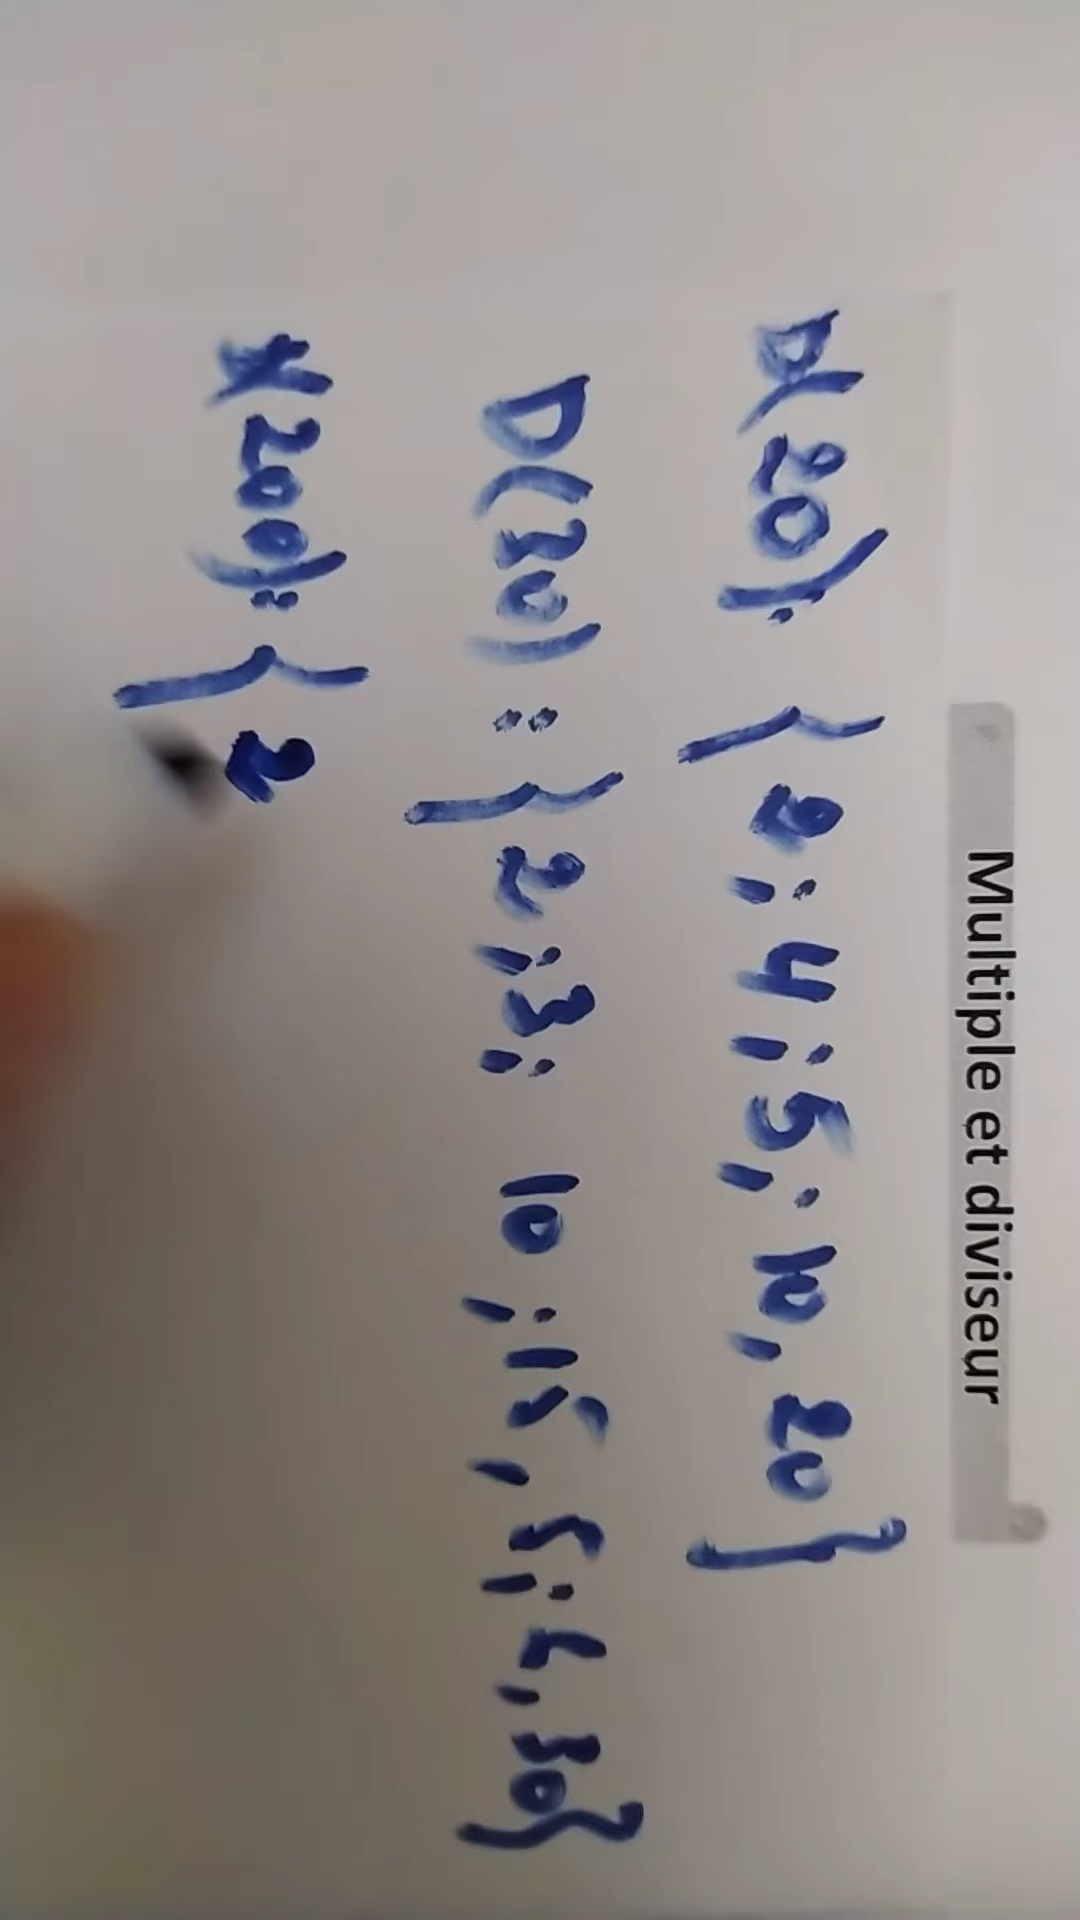 Multiple et diviseur
D(20): { 2; 4; 5; 10, 20}
D(30) : { 2; 3; 10; 15, 5; 6, 30}
(200): { 2